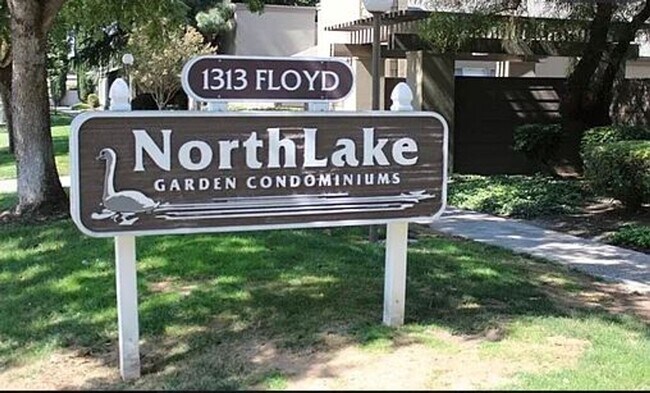 1313 FLOYD
NORTHLAKE
GARDEN CONDOMINIUMS